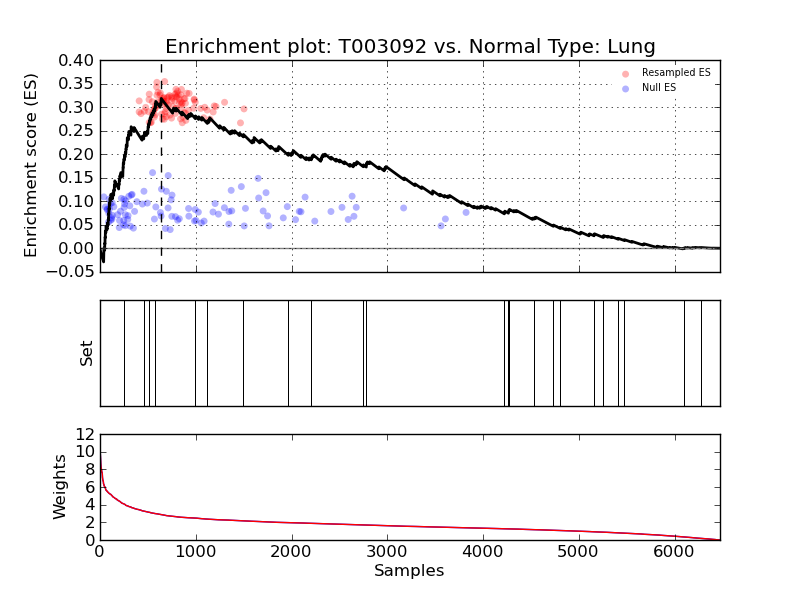 Enrichment plot: T003092 vs. Normal Type: Lung
Enrichment score (ES)
0.40
0.35
0.30
0.25
0.20
0.15
0.10
0.05
0.00
−0.05
Resampled ES
Null ES
Set
Weights
12
10
8
6
4
2
0
0 1000 2000 3000 4000 5000 6000
Samples